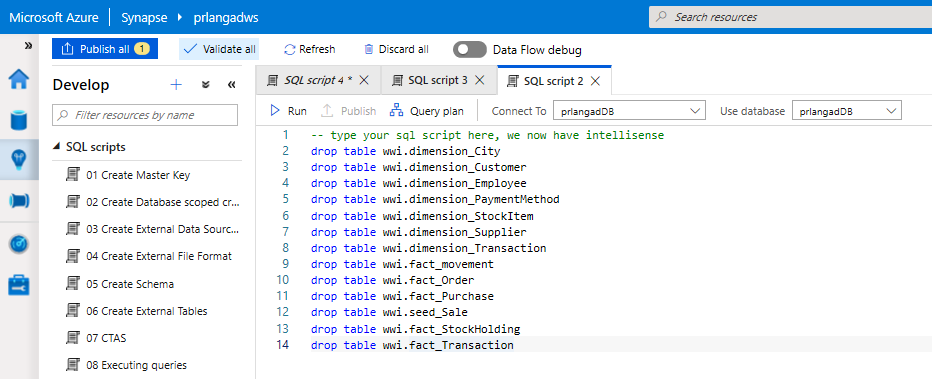 Microsoft Azure Synapse prlangadws Search resources
»
Publish all 1 Validate all Refresh Discard all Data Flow debug
Develop + «
Filter resources by name
SQL scripts
01 Create Master Key
02 Create Database scoped cr...
03 Create External Data Sourc...
04 Create External File Format
05 Create Schema
06 Create External Tables
07 CTAS
08 Executing queries
SQL script 4 * SQL script 3 SQL script 2
Run Publish Query plan Connect To prlangadDB Use database prlangadDB
1 -- type your sql script here, we now have intellisense
2 drop table wwi.dimension_City
3 drop table wwi.dimension_Customer
4 drop table wwi.dimension_Employee
5 drop table wwi.dimension_PaymentMethod
6 drop table wwi.dimension_StockItem
7 drop table wwi.dimension_Supplier
8 drop table wwi.dimension_Transaction
9 drop table wwi.fact_movement
10 drop table wwi.fact_Order
11 drop table wwi.fact_Purchase
12 drop table wwi.seed_Sale
13 drop table wwi.fact_StockHolding
14 drop table wwi.fact_Transaction